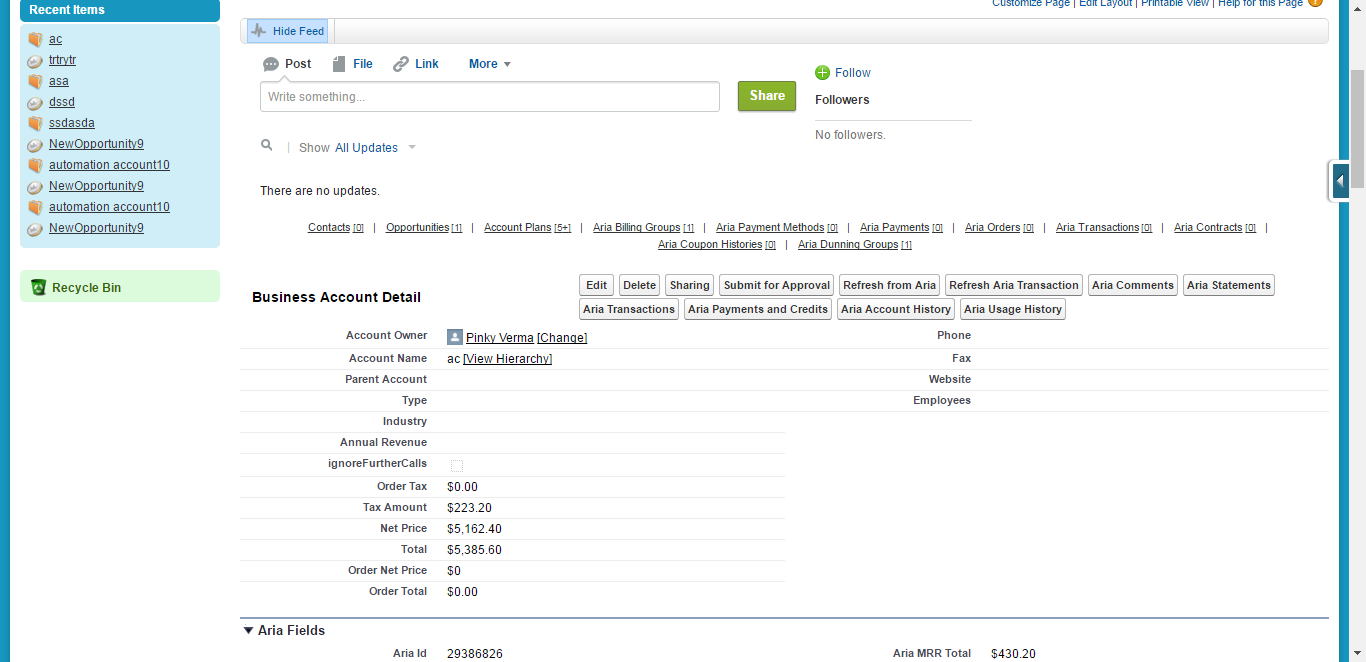 Customize Page | Edit Layout | Printable View | Help for this Page
Recent Items
ac
trtrytr
asa
dssd
ssdasda
NewOpportunity9
automation account10
NewOpportunity9
automation account10
NewOpportunity9
Recycle Bin
Hide Feed
Post File Link More
Write something...
Share
Follow
Followers
No followers.
Show All Updates
There are no updates.
Contacts [0] | Opportunities [1] | Account Plans [5+] | Aria Billing Groups [1] | Aria Payment Methods [0] | Aria Payments [0] | Aria Orders [0] | Aria Transactions [0] | Aria Contracts [0] |
Aria Coupon Histories [0] | Aria Dunning Groups [1]
Business Account Detail
Edit Delete Sharing Submit for Approval Refresh from Aria Refresh Aria Transaction Aria Comments Aria Statements
Aria Transactions Aria Payments and Credits Aria Account History Aria Usage History
Account Owner Pinky Verma [Change] Phone
Account Name ac [View Hierarchy] Fax
Parent Account Website
Type Employees
Industry
Annual Revenue
ignoreFurtherCalls
Order Tax $0.00
Tax Amount $223.20
Net Price $5,162.40
Total $5,385.60
Order Net Price $0
Order Total $0.00
Aria Fields
Aria Id 29386826 Aria MRR Total $430.20